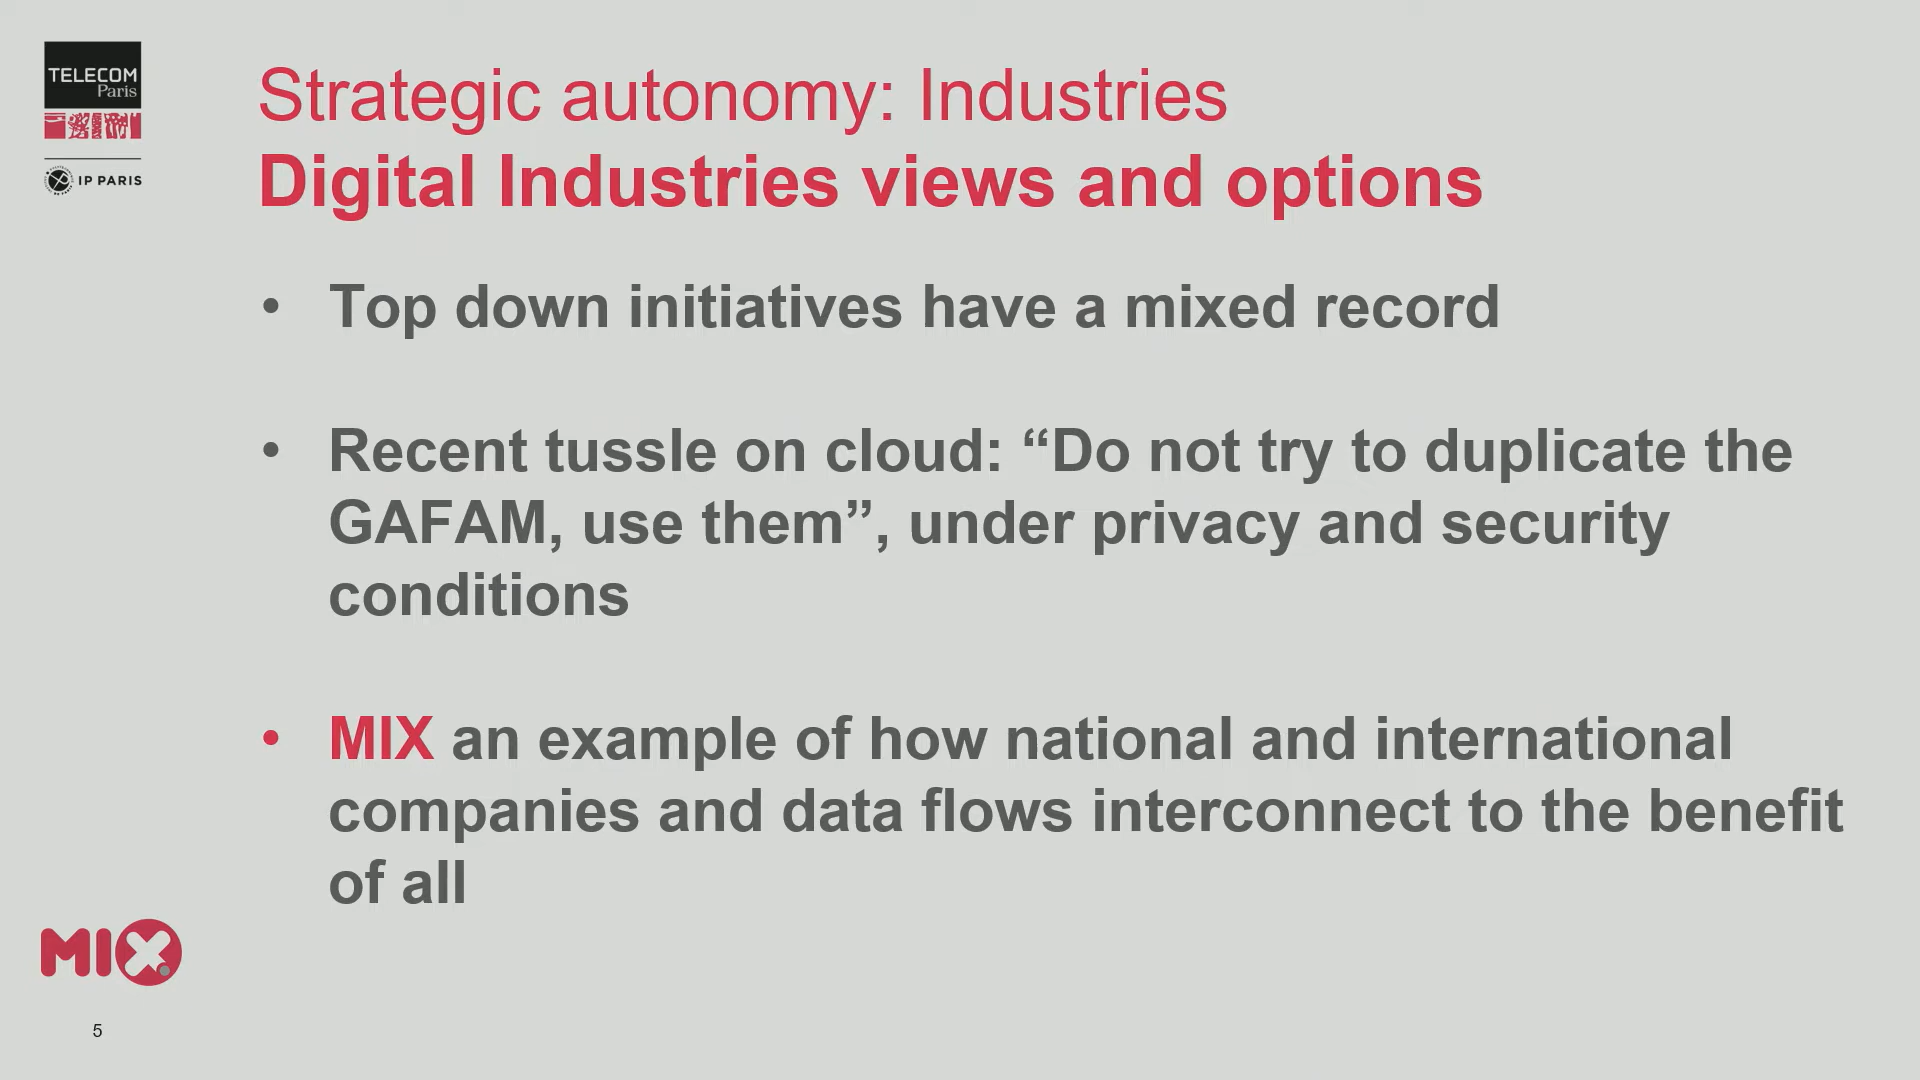 TELECOM
Paris
IP PARIS
Strategic autonomy: Industries
Digital Industries views and options
• Top down initiatives have a mixed record
• Recent tussle on cloud: “Do not try to duplicate the
GAFAM, use them”, under privacy and security
conditions
• MIX an example of how national and international
companies and data flows interconnect to the benefit
of all
MIX
5